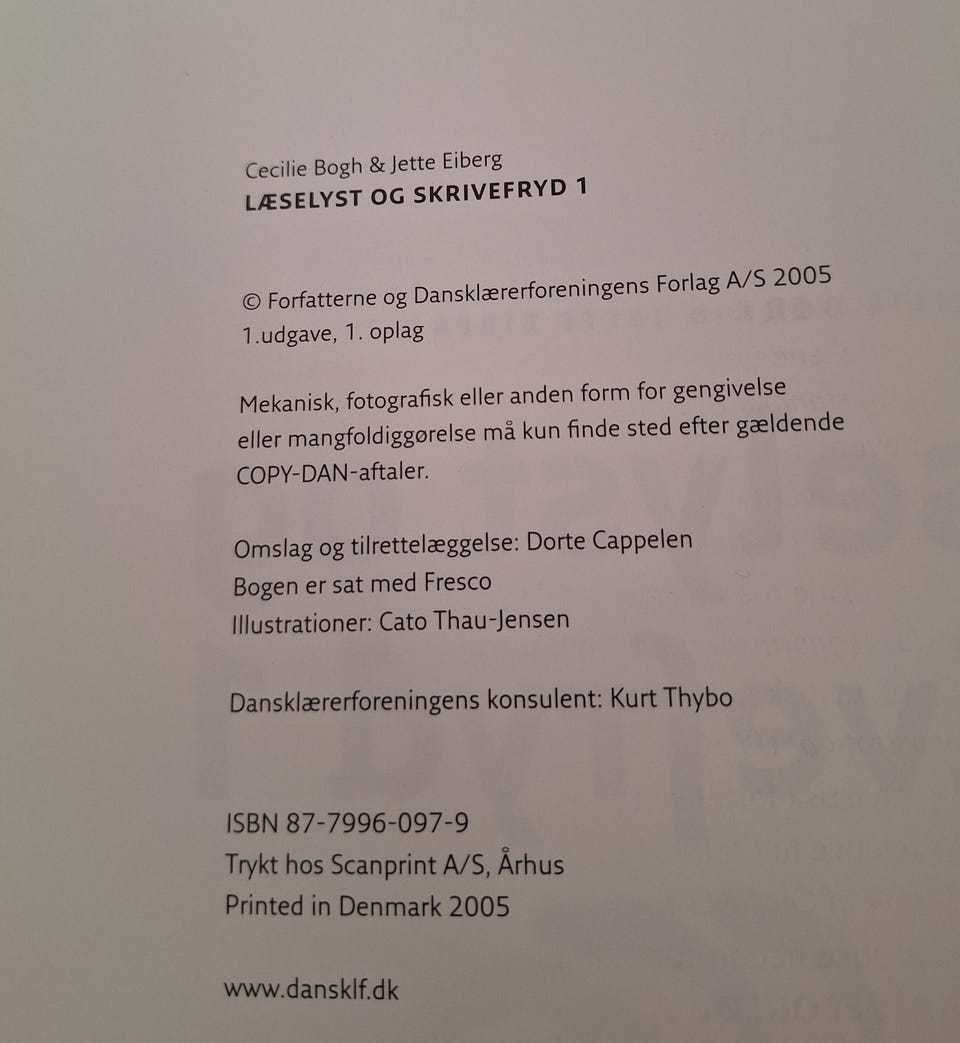 Cecilie Bogh & Jette Eiberg
LÆSELYST OG SKRIVEFRYD 1
© Forfatterne og Dansklærerforeningens Forlag A/S 2005
1.udgave, 1. oplag
Mekanisk, fotografisk eller anden form for gengivelse
eller mangfoldiggørelse må kun finde sted efter gældende
COPY-DAN-aftaler.
Omslag og tilrettelæggelse: Dorte Cappelen
Bogen er sat med Fresco
Illustrationer: Cato Thau-Jensen
Dansklærerforeningens konsulent: Kurt Thybo
ISBN 87-7996-097-9
Trykt hos Scanprint A/S, Århus
Printed in Denmark 2005
www.dansklf.dk